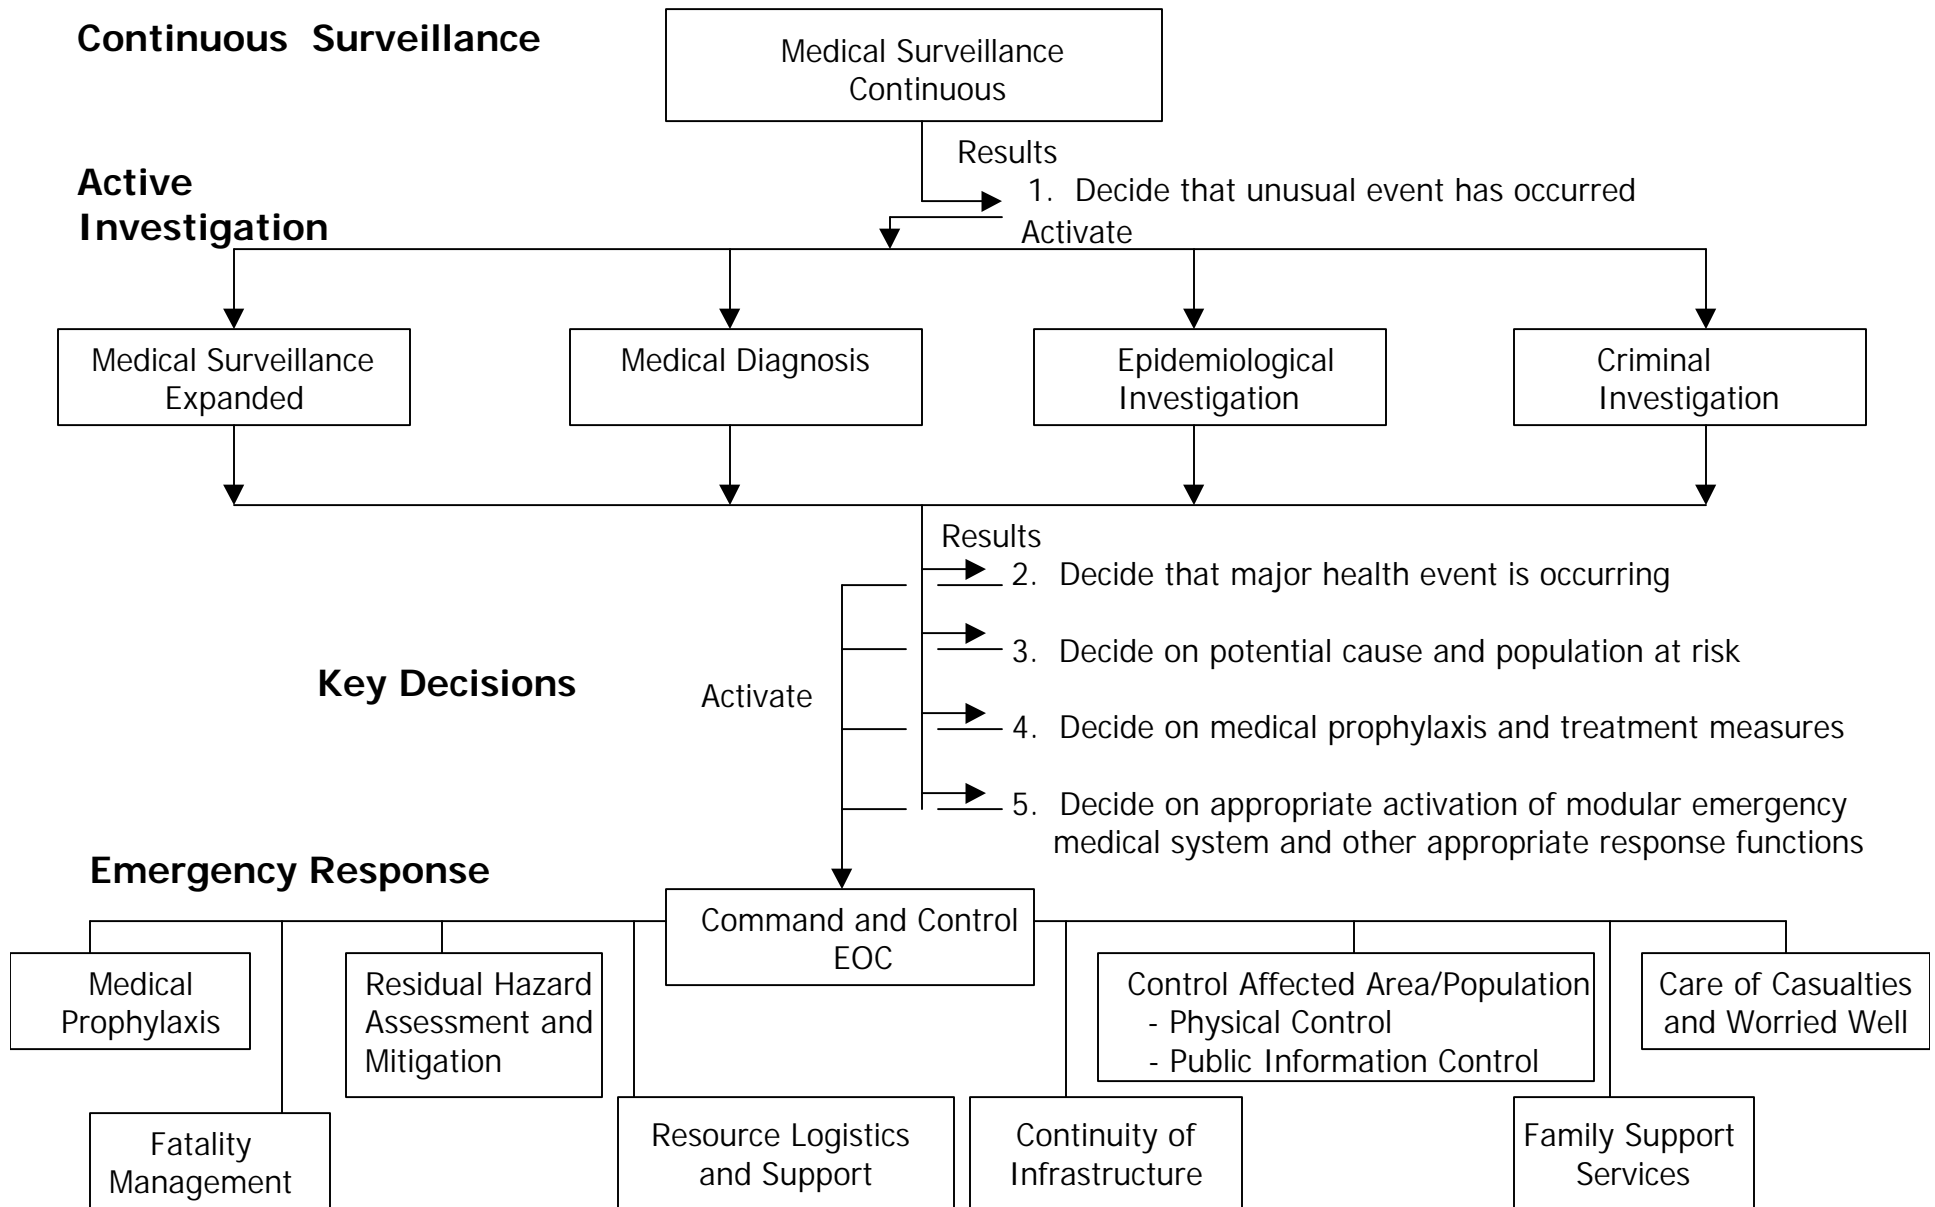 Continuous Surveillance
Medical Surveillance
Continuous
Results
1. Decide that unusual event has occurred
Activate
Active
Investigation
Medical Surveillance
Expanded
Medical Diagnosis
Epidemiological
Investigation
Criminal
Investigation
Results
2. Decide that major health event is occurring
3. Decide on potential cause and population at risk
Key Decisions
Activate
4. Decide on medical prophylaxis and treatment measures
5. Decide on appropriate activation of modular emergency
medical system and other appropriate response functions
Emergency Response
Command and Control
EOC
Medical
Prophylaxis
Residual Hazard
Assessment and
Mitigation
Control Affected Area/Population
- Physical Control
- Public Information Control
Care of Casualties
and Worried Well
Fatality
Management
Resource Logistics
and Support
Continuity of
Infrastructure
Family Support
Services